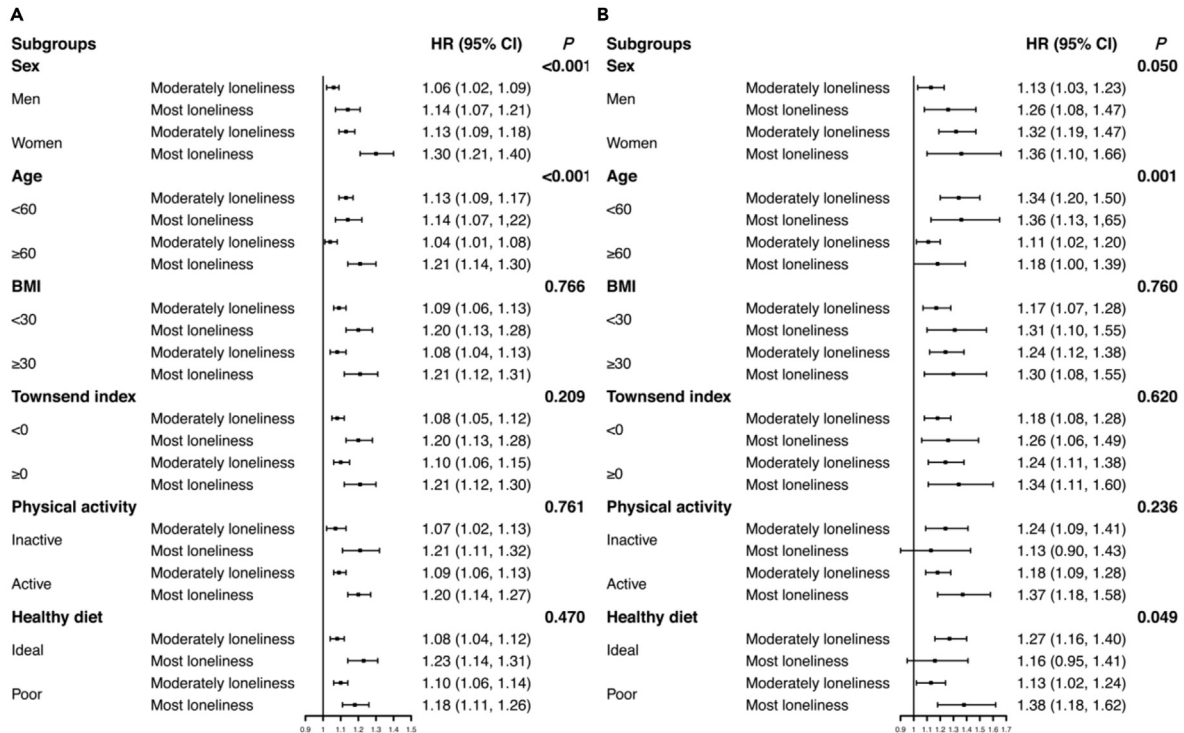 A B
Subgroups HR (95% CI) P Subgroups HR (95% CI) P
Sex <0.001 Sex 0.050
Moderately loneliness 1.06 (1.02, 1.09) Moderately loneliness 1.13 (1.03, 1.23)
Men Men
Most loneliness 1.14 (1.07, 1.21) Most loneliness 1.26 (1.08, 1.47)
Moderately loneliness 1.13 (1.09, 1.18) Moderately loneliness 1.32 (1.19, 1.47)
Women Women
Most loneliness 1.30 (1.21, 1.40) Most loneliness 1.36 (1.10, 1.66)
Age <0.001 Age 0.001
Moderately loneliness 1.13 (1.09, 1.17) Moderately loneliness 1.34 (1.20, 1.50)
<60 <60
Most loneliness 1.14 (1.07, 1,22) Most loneliness 1.36 (1.13, 1,65)
Moderately loneliness 1.04 (1.01, 1.08) Moderately loneliness 1.11 (1.02, 1.20)
≥60 ≥60
Most loneliness 1.21 (1.14, 1.30) Most loneliness 1.18 (1.00, 1.39)
BMI 0.766 BMI 0.760
Moderately loneliness 1.09 (1.06, 1.13) Moderately loneliness 1.17 (1.07, 1.28)
<30 <30
Most loneliness 1.20 (1.13, 1.28) Most loneliness 1.31 (1.10, 1.55)
Moderately loneliness 1.08 (1.04, 1.13) Moderately loneliness 1.24 (1.12, 1.38)
≥30 ≥30
Most loneliness 1.21 (1.12, 1.31) Most loneliness 1.30 (1.08, 1.55)
Townsend index 0.209 Townsend index 0.620
Moderately loneliness 1.08 (1.05, 1.12) Moderately loneliness 1.18 (1.08, 1.28)
<0 <0
Most loneliness 1.20 (1.13, 1.28) Most loneliness 1.26 (1.06, 1.49)
Moderately loneliness 1.10 (1.06, 1.15) Moderately loneliness 1.24 (1.11, 1.38)
≥0 ≥0
Most loneliness 1.21 (1.12, 1.30) Most loneliness 1.34 (1.11, 1.60)
Physical activity 0.761 Physical activity 0.236
Moderately loneliness 1.07 (1.02, 1.13) Moderately loneliness 1.24 (1.09, 1.41)
Inactive Inactive
Most loneliness 1.21 (1.11, 1.32) Most loneliness 1.13 (0.90, 1.43)
Moderately loneliness 1.09 (1.06, 1.13) Moderately loneliness 1.18 (1.09, 1.28)
Active Active
Most loneliness 1.20 (1.14, 1.27) Most loneliness 1.37 (1.18, 1.58)
Healthy diet 0.470 Healthy diet 0.049
Moderately loneliness 1.08 (1.04, 1.12) Moderately loneliness 1.27 (1.16, 1.40)
Ideal Ideal
Most loneliness 1.23 (1.14, 1.31) Most loneliness 1.16 (0.95, 1.41)
Moderately loneliness 1.10 (1.06, 1.14) Moderately loneliness 1.13 (1.02, 1.24)
Poor Poor
Most loneliness 1.18 (1.11, 1.26) Most loneliness 1.38 (1.18, 1.62)
0.9 1 1.1 1.2 1.3 1.4 1.5 0.9 1 1.1 1.2 1.3 1.4 1.5 1.6 1.7